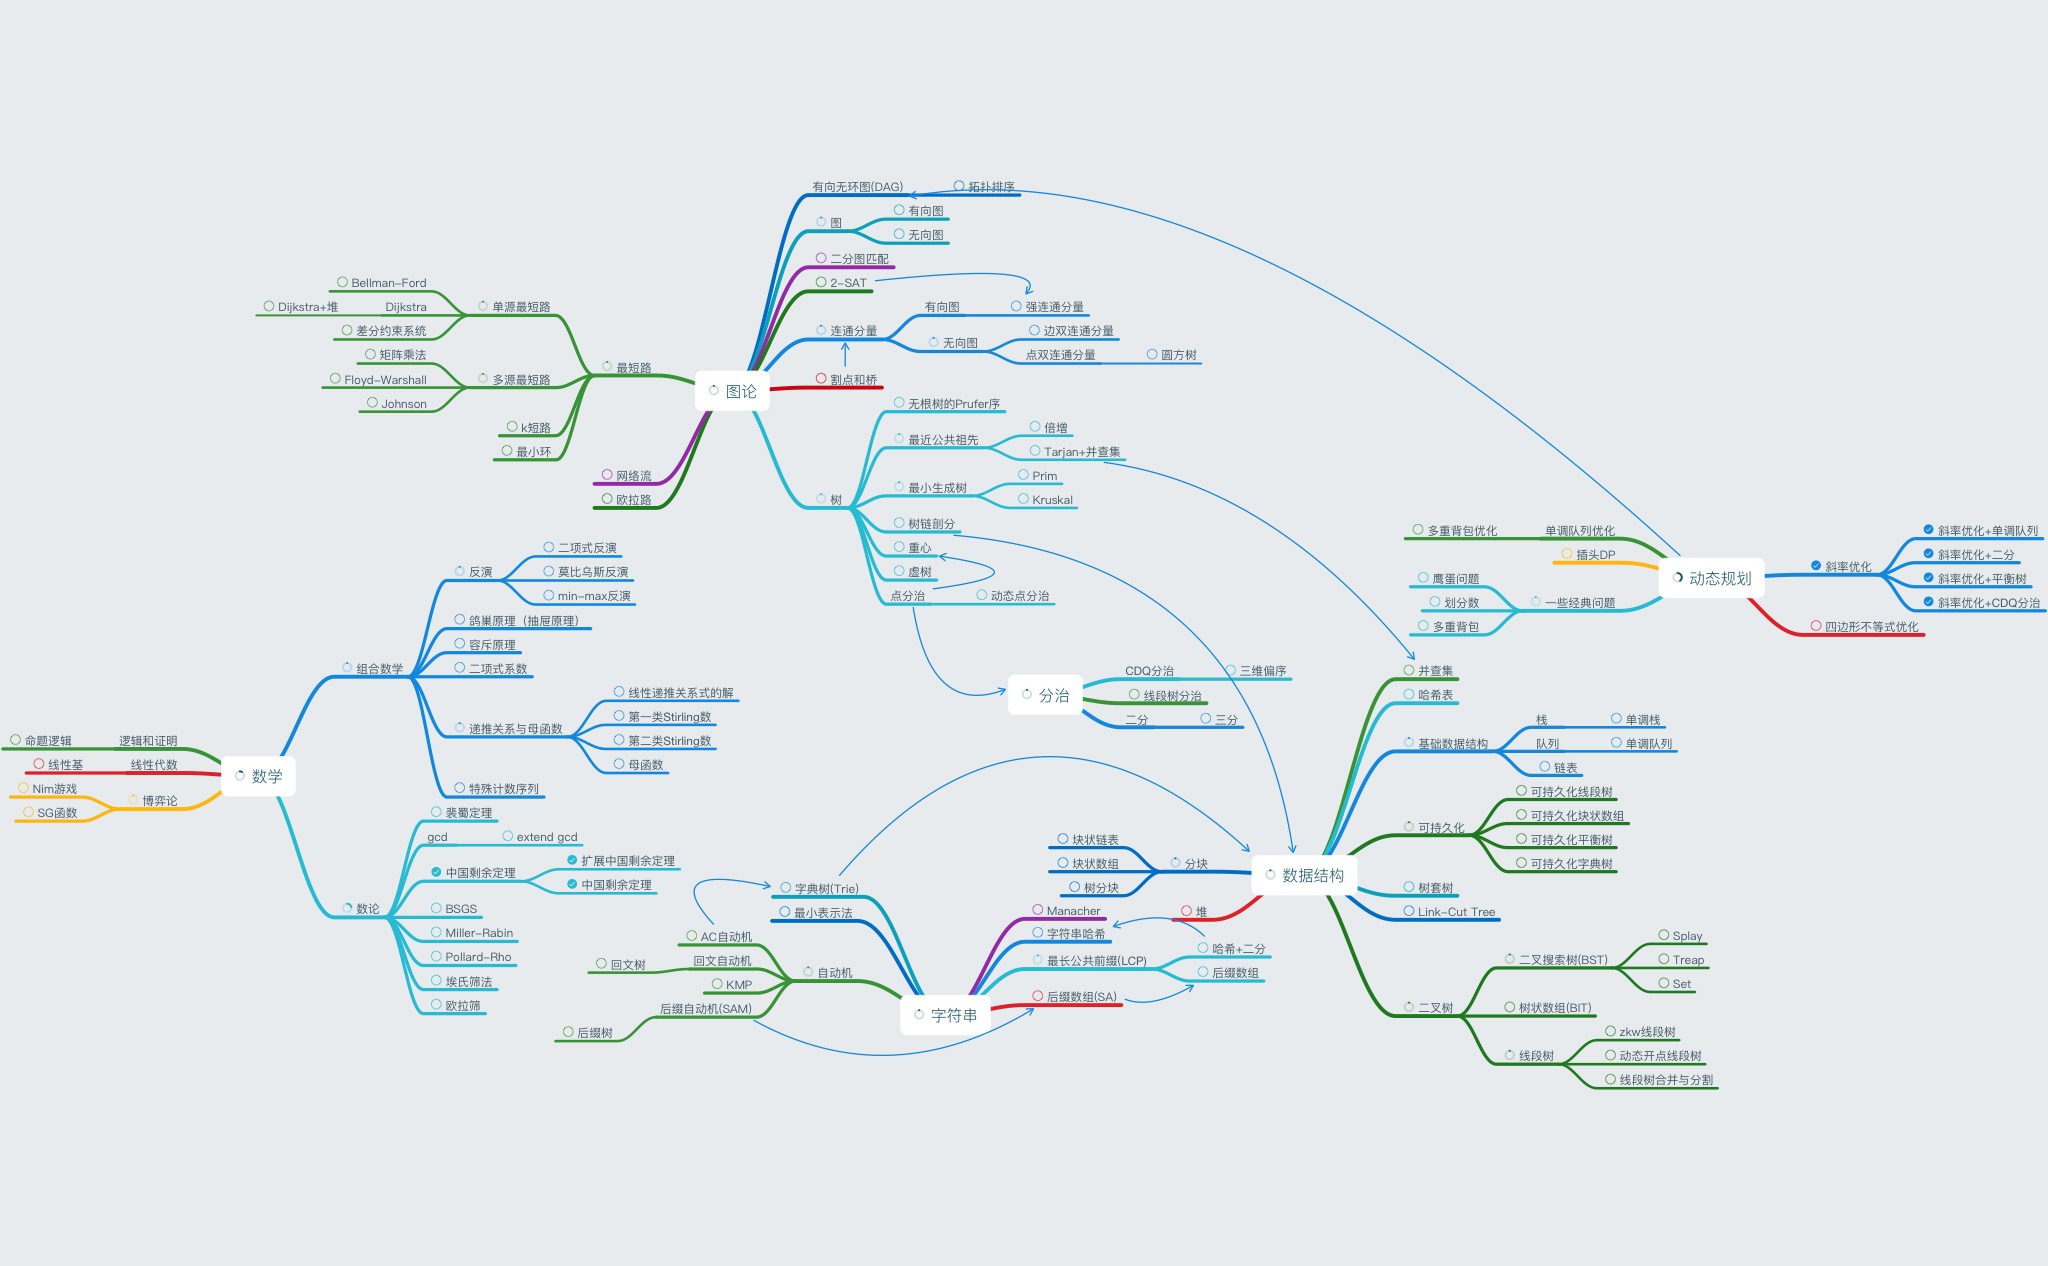 图论
有向无环图(DAG)
拓扑排序
图
有向图
无向图
二分图匹配
2-SAT
连通分量
有向图
强连通分量
无向图
边双连通分量
点双连通分量
圆方树
割点和桥
树
无根树的Prufer序
最近公共祖先
倍增
Tarjan+并查集
最小生成树
Prim
Kruskal
树链剖分
重心
虚树
点分治
动态点分治
最短路
单源最短路
Bellman-Ford
Dijkstra
Dijkstra+堆
差分约束系统
多源最短路
矩阵乘法
Floyd-Warshall
Johnson
k短路
最小环
网络流
欧拉路
动态规划
单调队列优化
多重背包优化
插头DP
一些经典问题
鹰蛋问题
划分数
多重背包
斜率优化
斜率优化+单调队列
斜率优化+二分
斜率优化+平衡树
斜率优化+CDQ分治
四边形不等式优化
分治
CDQ分治
三维偏序
线段树分治
二分
三分
数学
组合数学
反演
二项式反演
莫比乌斯反演
min-max反演
鸽巢原理（抽屉原理）
容斥原理
二项式系数
递推关系与母函数
线性递推关系式的解
第一类Stirling数
第二类Stirling数
母函数
特殊计数序列
逻辑和证明
命题逻辑
线性代数
线性基
博弈论
Nim游戏
SG函数
数论
裴蜀定理
gcd
extend gcd
中国剩余定理
扩展中国剩余定理
中国剩余定理
BSGS
Miller-Rabin
Pollard-Rho
埃氏筛法
欧拉筛
数据结构
并查集
哈希表
基础数据结构
栈
单调栈
队列
单调队列
链表
可持久化
可持久化线段树
可持久化块状数组
可持久化平衡树
可持久化字典树
树套树
Link-Cut Tree
二叉树
二叉搜索树(BST)
Splay
Treap
Set
树状数组(BIT)
线段树
zkw线段树
动态开点线段树
线段树合并与分割
分块
块状链表
块状数组
树分块
堆
字符串
字典树(Trie)
最小表示法
自动机
AC自动机
回文自动机
回文树
KMP
后缀自动机(SAM)
后缀树
Manacher
字符串哈希
最长公共前缀(LCP)
哈希+二分
后缀数组
后缀数组(SA)